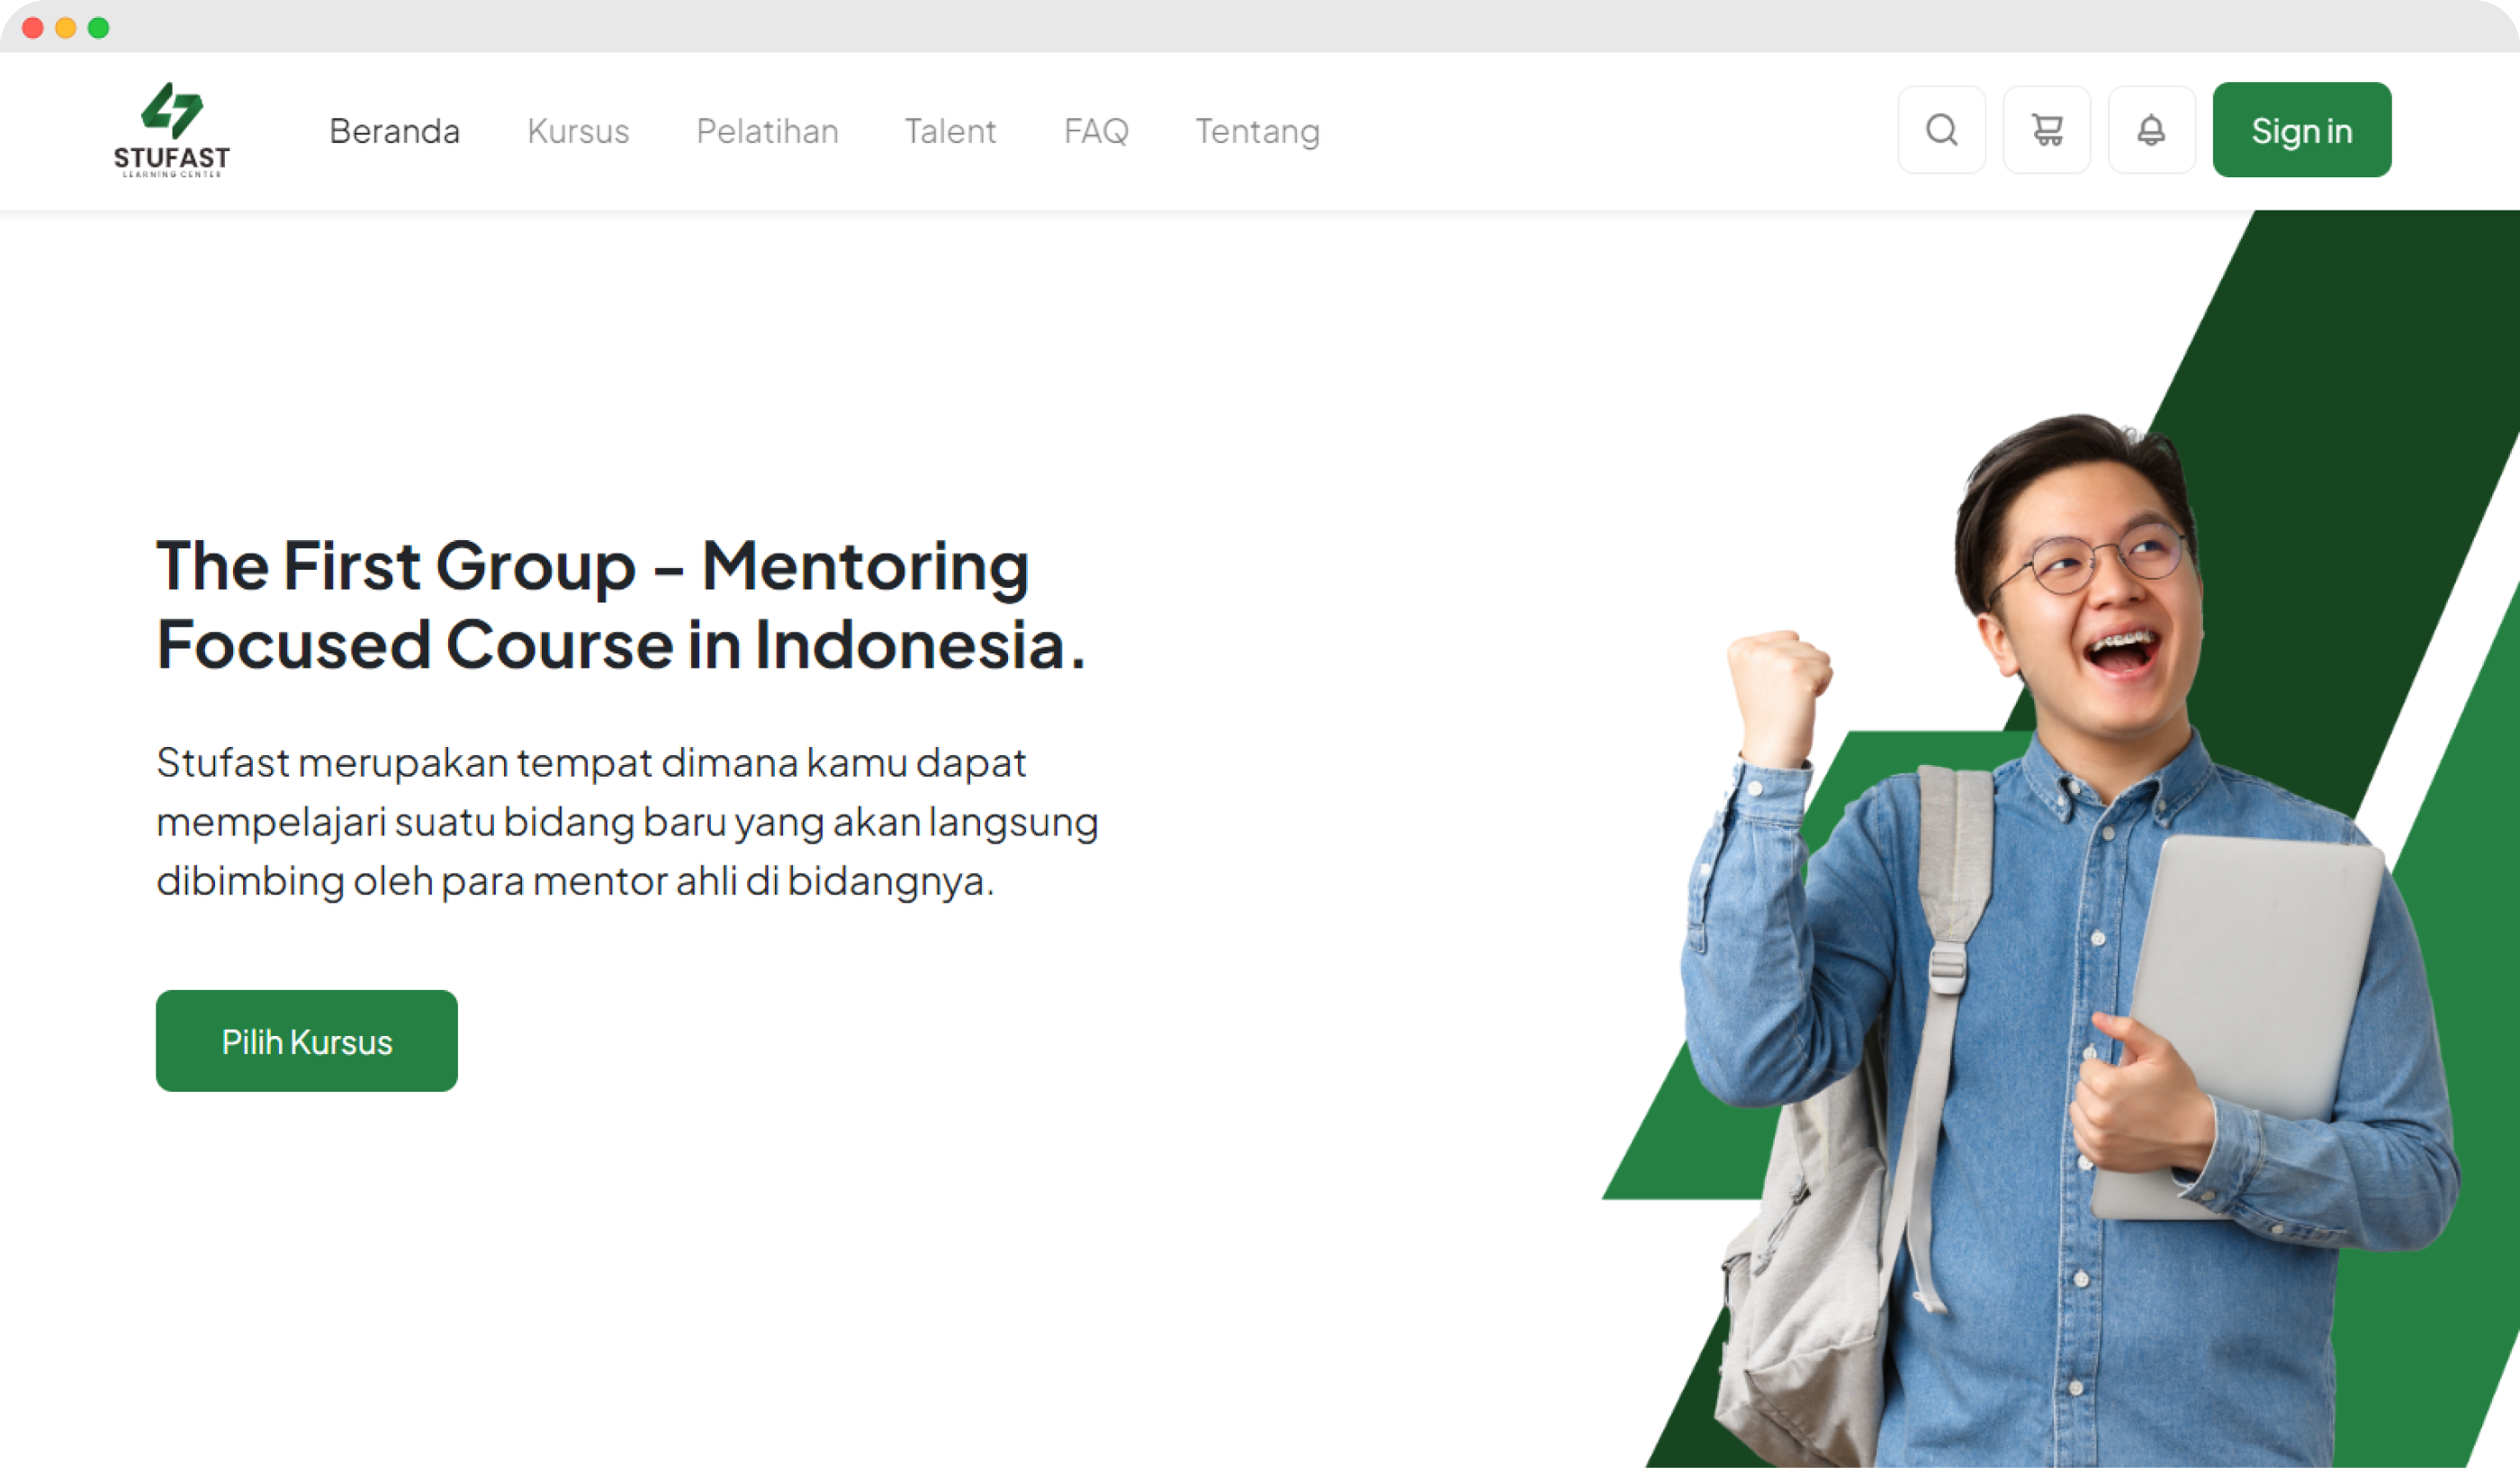 STUFAST
LEARNING CENTER
Beranda
Kursus
Pelatihan
Talent
FAQ
Tentang
Sign in
The First Group – Mentoring
Focused Course in Indonesia.
Stufast merupakan tempat dimana kamu dapat
mempelajari suatu bidang baru yang akan langsung
dibimbing oleh para mentor ahli di bidangnya.
Pilih Kursus